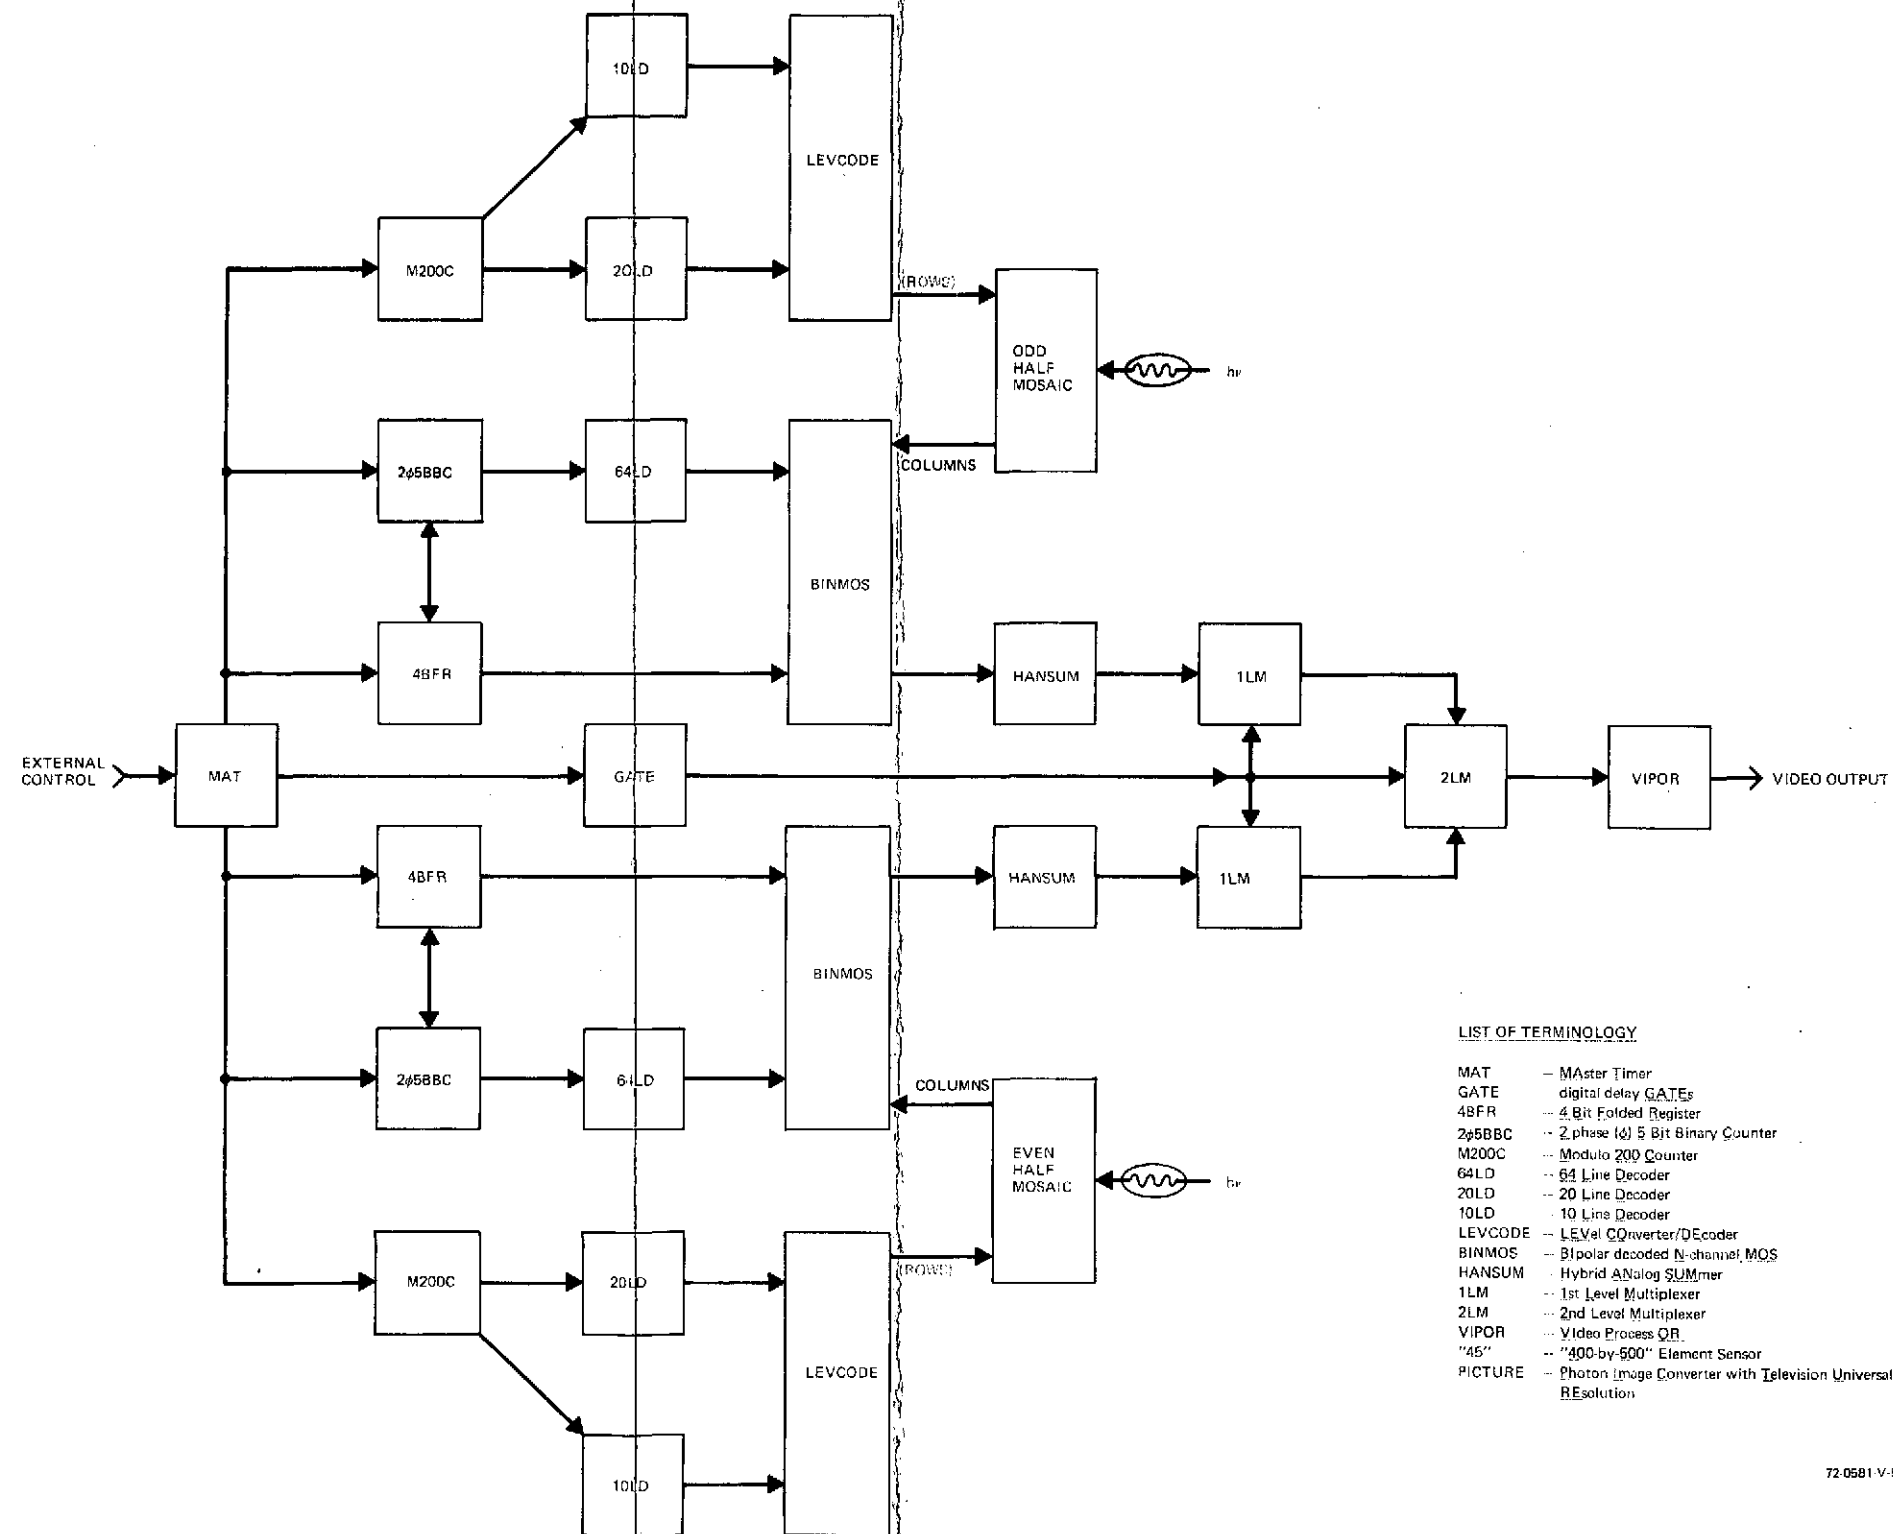 10LD
LEVCODE
M200C
20LD
(ROWS)
ODD
HALF
MOSAIC
hν
2φ5BBC
64LD
COLUMNS
BINMOS
4BFR
HANSUM
1LM
EXTERNAL
CONTROL
MAT
GATE
2LM
VIPOR
VIDEO OUTPUT
4BFR
HANSUM
1LM
BINMOS
2φ5BBC
64LD
COLUMNS
EVEN
HALF
MOSAIC
hν
M200C
20LD
(ROWS)
LEVCODE
10LD
LIST OF TERMINOLOGY
MAT – MAster Timer
GATE digital delay GATEs
4BFR – 4 Bit Folded Register
2φ5BBC – 2 phase (φ) 5 Bit Binary Counter
M200C – Modulo 200 Counter
64LD – 64 Line Decoder
20LD – 20 Line Decoder
10LD – 10 Line Decoder
LEVCODE – LEVel COnverter/DEcoder
BINMOS – BIpolar decoded N-channel MOS
HANSUM – Hybrid ANalog SUMmer
1LM – 1st Level Multiplexer
2LM – 2nd Level Multiplexer
VIPOR – VIdeo Process OR
"45" – "400-by-500" Element Sensor
PICTURE – Photon Image Converter with Television Universal
REsolution
72-0581-V-